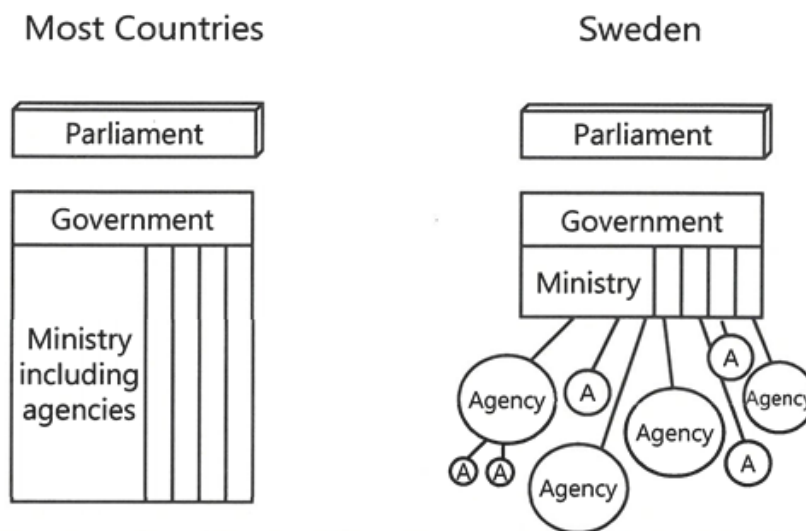 Most Countries
Parliament
Government
Ministry
including
agencies
Sweden
Parliament
Government
Ministry
Agency
A
A
Agency
A
Agency
Agency
A
A
A